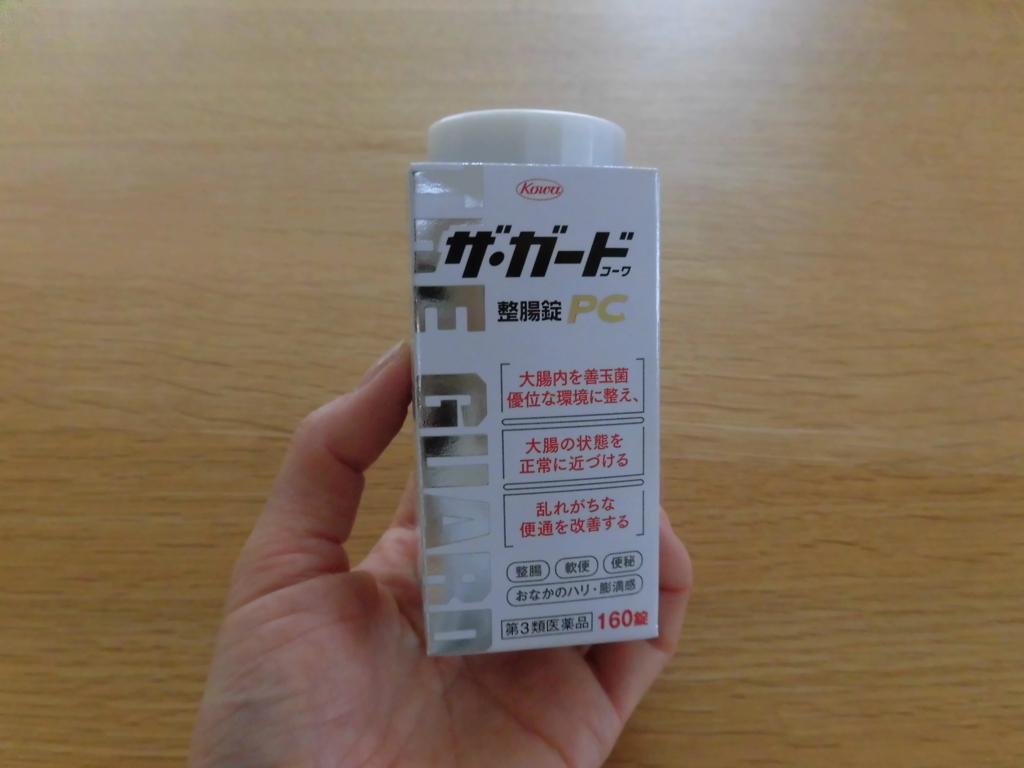 Kowa
ザ・ガード
コーワ
整腸錠 PC
THE GUARD
大腸内を善玉菌
優位な環境に整え、
大腸の状態を
正常に近づける
乱れがちな
便通を改善する
整腸 軟便 便秘
おなかのハリ・膨満感
第3類医薬品 160錠